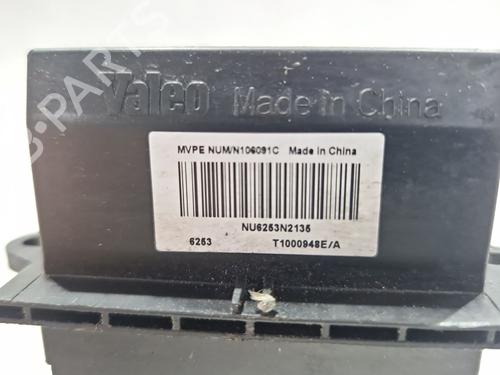 Valeo Made in China
MVPE NUM/N106091C Made in China
NU6253N2135
6253 T1000948E/A
B-PARTS